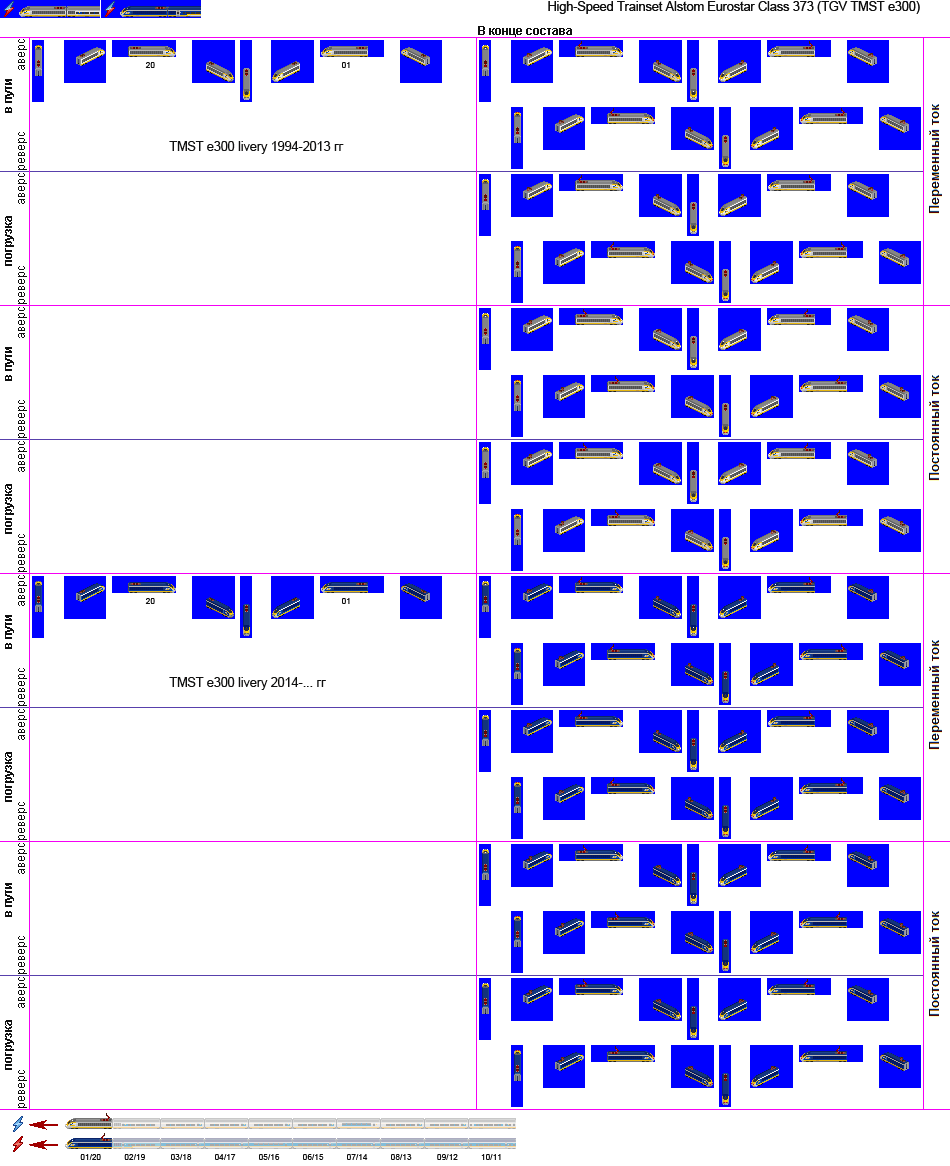 High-Speed Trainset Alstom Eurostar Class 373 (TGV TMST e300)
В конце состава
аверс
в пути
реверс
20
01
TMST e300 livery 1994-2013 гг
Переменный ток
аверс
погрузка
реверс
аверс
в пути
реверс
Постоянный ток
аверс
погрузка
реверс
аверс
в пути
реверс
20
01
TMST e300 livery 2014-... гг
Переменный ток
аверс
погрузка
реверс
аверс
в пути
реверс
Постоянный ток
аверс
погрузка
реверс
01/20 02/19 03/18 04/17 05/16 06/15 07/14 08/13 09/12 10/11